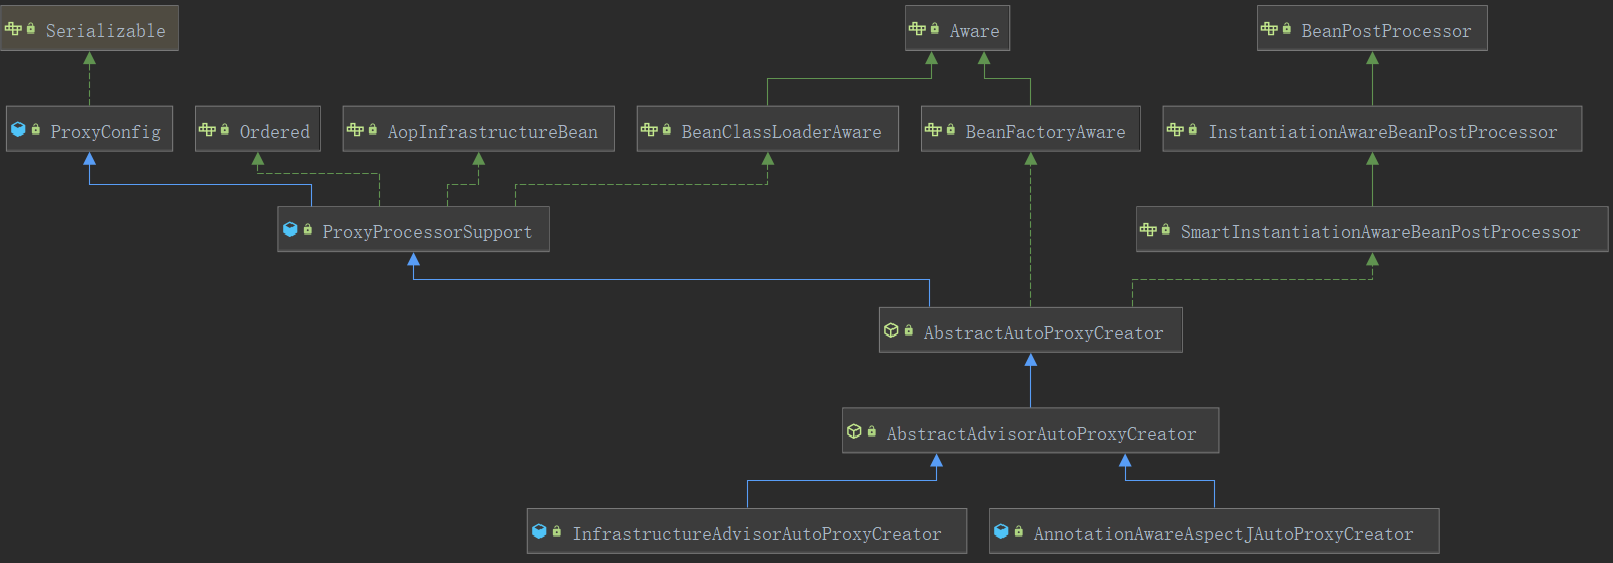 Serializable
Aware
BeanPostProcessor
ProxyConfig
Ordered
AopInfrastructureBean
BeanClassLoaderAware
BeanFactoryAware
InstantiationAwareBeanPostProcessor
ProxyProcessorSupport
SmartInstantiationAwareBeanPostProcessor
AbstractAutoProxyCreator
AbstractAdvisorAutoProxyCreator
InfrastructureAdvisorAutoProxyCreator
AnnotationAwareAspectJAutoProxyCreator